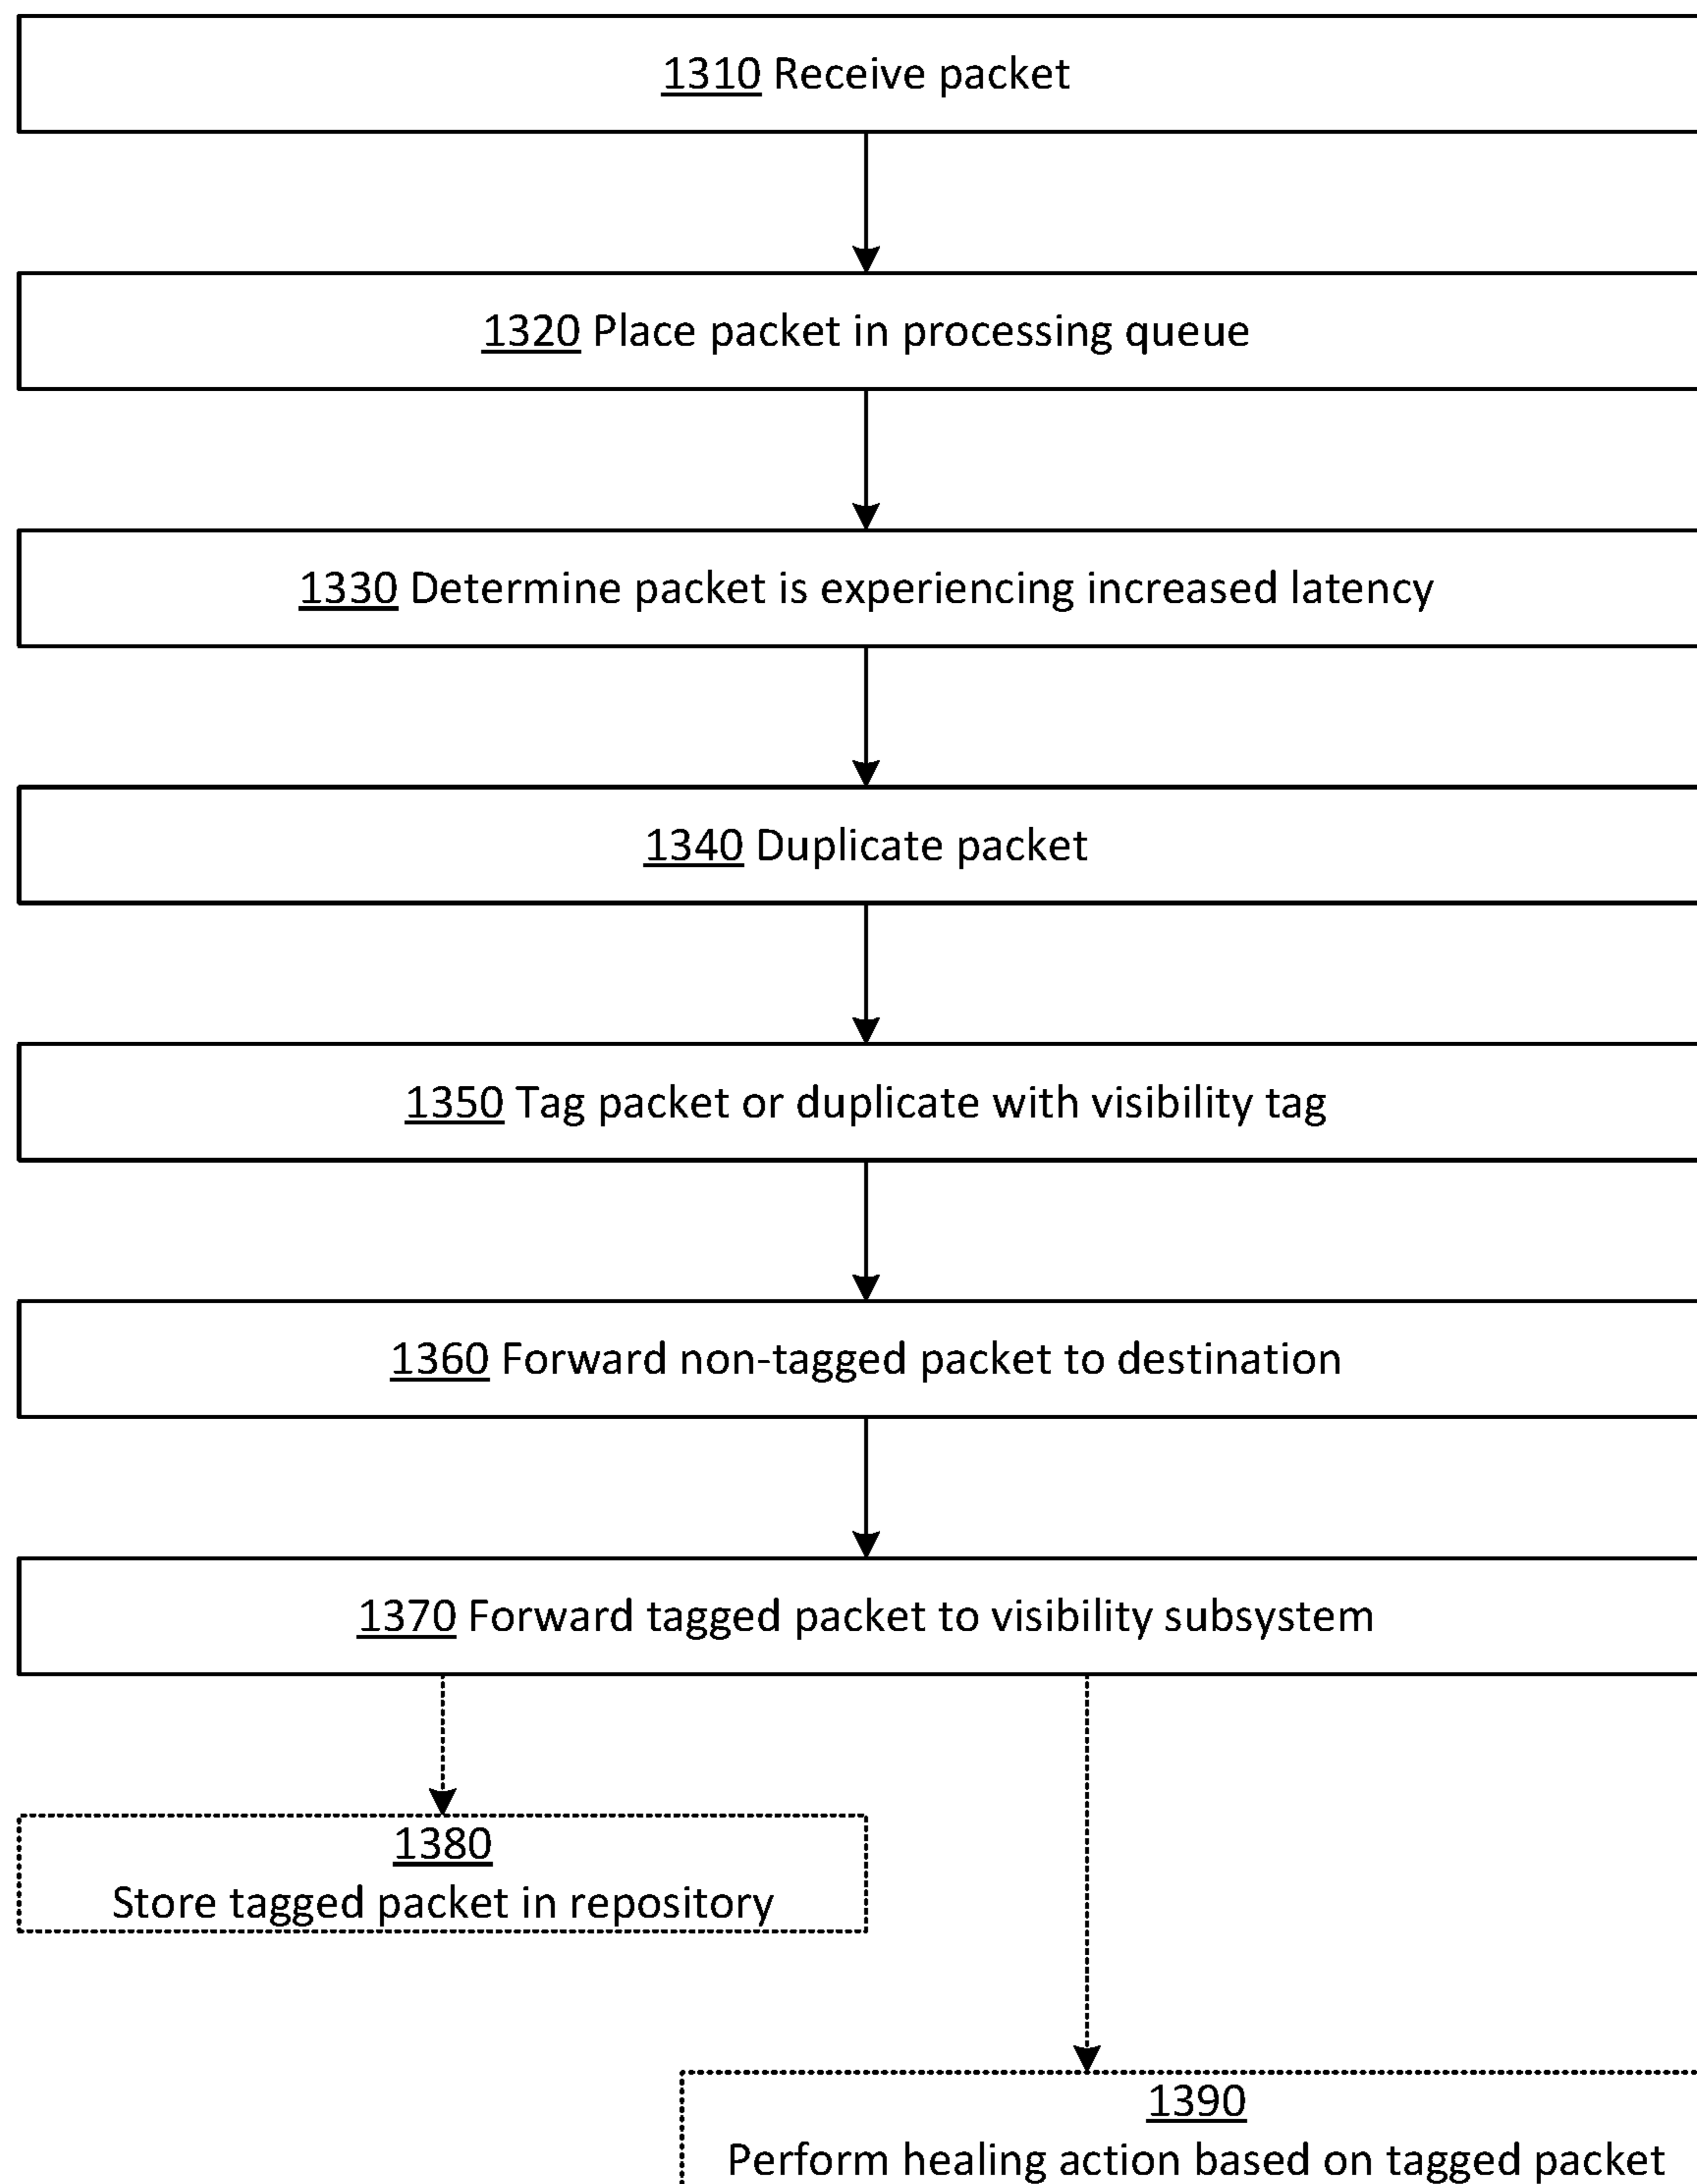 1310 Receive packet
1320 Place packet in processing queue
1330 Determine packet is experiencing increased latency
1340 Duplicate packet
1350 Tag packet or duplicate with visibility tag
1360 Forward non-tagged packet to destination
1370 Forward tagged packet to visibility subsystem
1380
Store tagged packet in repository
1390
Perform healing action based on tagged packet